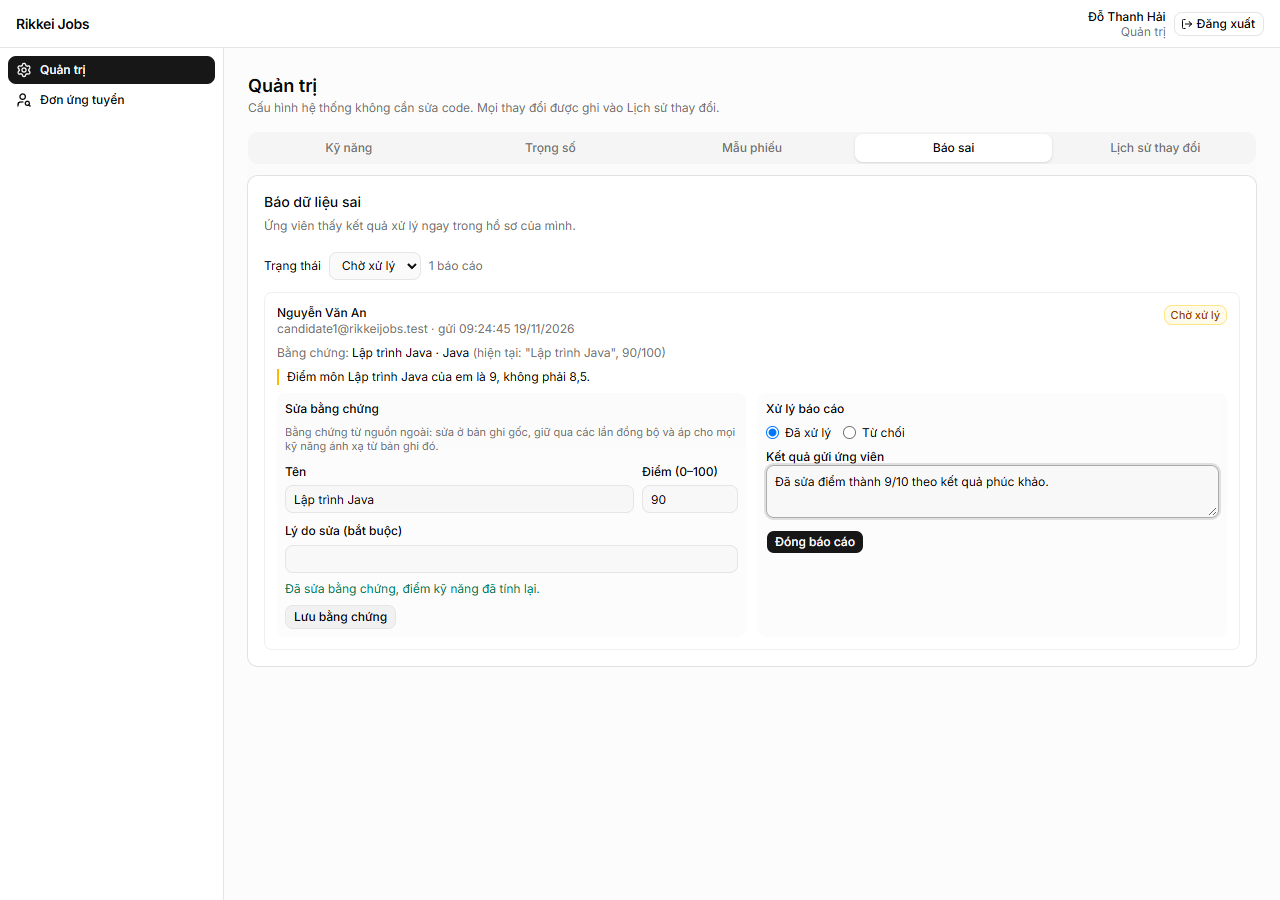 Rikkei Jobs
Đỗ Thanh Hải
Quản trị
Đăng xuất
Quản trị
Đơn ứng tuyển
Quản trị
Cấu hình hệ thống không cần sửa code. Mọi thay đổi được ghi vào Lịch sử thay đổi.
Kỹ năng
Trọng số
Mẫu phiếu
Báo sai
Lịch sử thay đổi
Báo dữ liệu sai
Ứng viên thấy kết quả xử lý ngay trong hồ sơ của mình.
Trạng thái
Chờ xử lý
1 báo cáo
Nguyễn Văn An
Chờ xử lý
candidate1@rikkeijobs.test · gửi 09:24:45 19/11/2026
Bằng chứng: Lập trình Java · Java (hiện tại: "Lập trình Java", 90/100)
Điểm môn Lập trình Java của em là 9, không phải 8,5.
Sửa bằng chứng
Bằng chứng từ nguồn ngoài: sửa ở bản ghi gốc, giữ qua các lần đồng bộ và áp cho mọi
kỹ năng ánh xạ từ bản ghi đó.
Tên
Điểm (0–100)
Lập trình Java
90
Lý do sửa (bắt buộc)
Đã sửa bằng chứng, điểm kỹ năng đã tính lại.
Lưu bằng chứng
Xử lý báo cáo
Đã xử lý
Từ chối
Kết quả gửi ứng viên
Đã sửa điểm thành 9/10 theo kết quả phúc khảo.
Đóng báo cáo